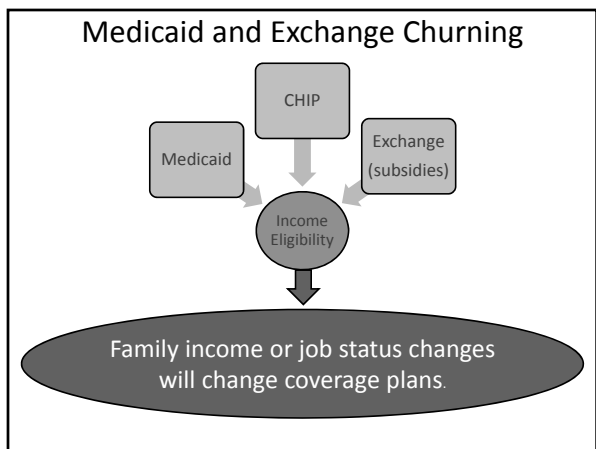 Medicaid and Exchange Churning
CHIP
Medicaid
Exchange
(subsidies)
Income
Eligibility
Family income or job status changes
will change coverage plans.